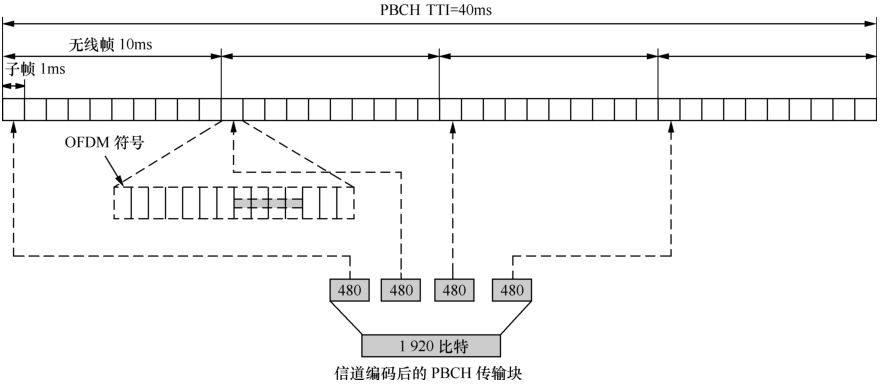 PBCH TTI=40ms
无线帧 10ms
子帧 1ms
OFDM 符号
480
480
480
480
1 920 比特
信道编码后的 PBCH 传输块